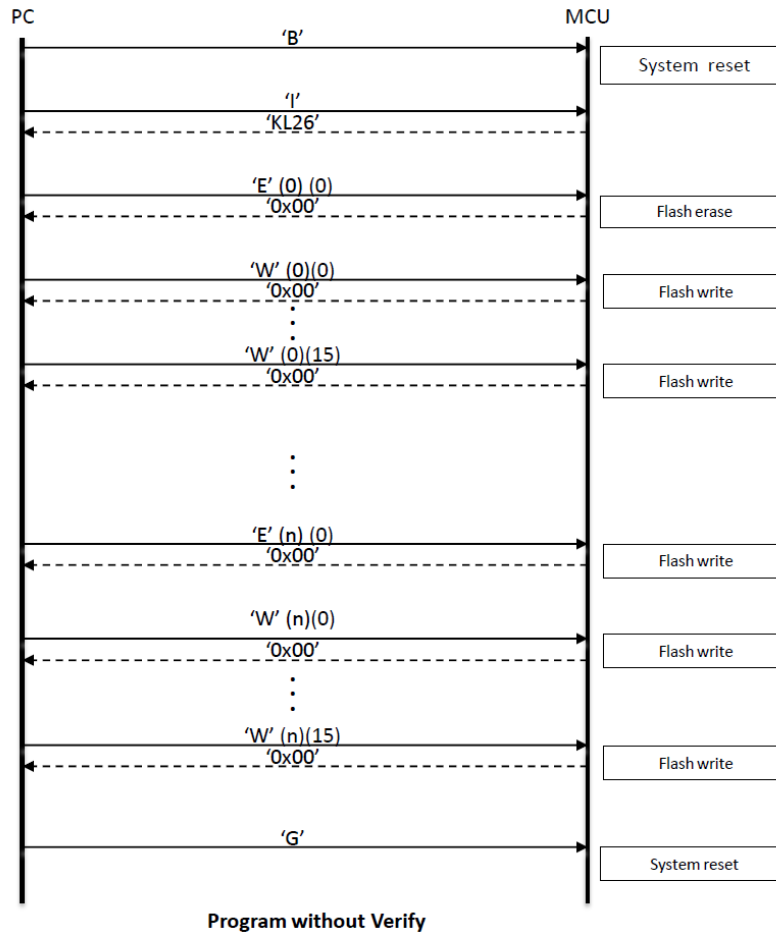 PC MCU
‘B’
System reset
‘I’
‘KL26’
‘E’ (0) (0)
‘0x00’
Flash erase
‘W’ (0)(0)
‘0x00’
Flash write
‘W’ (0)(15)
‘0x00’
Flash write
‘E’ (n) (0)
‘0x00’
Flash write
‘W’ (n)(0)
‘0x00’
Flash write
‘W’ (n)(15)
‘0x00’
Flash write
‘G’
System reset
Program without Verify